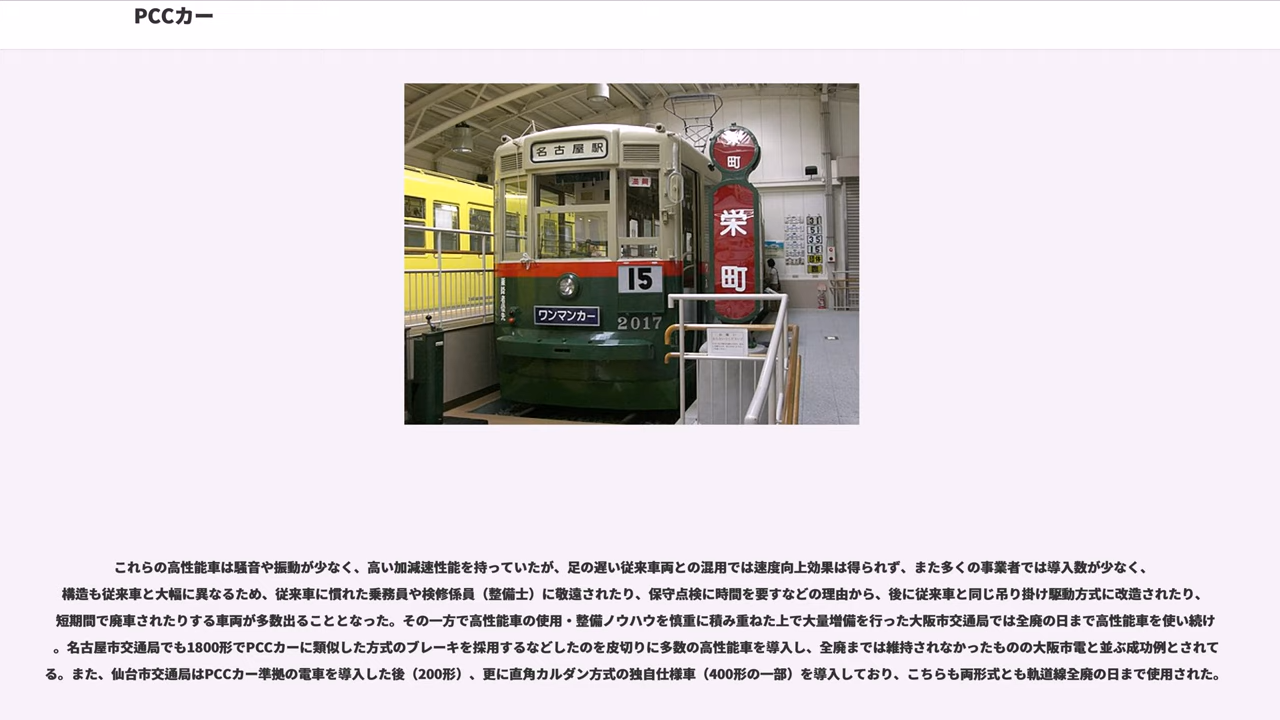 PCCカー
名古屋駅
町
栄
町
15
ワンマンカー
2017
これらの高性能車は騒音や振動が少なく、高い加減速性能を持っていたが、足の遅い従来車両との混用では速度向上効果は得られず、また多くの事業者では導入数が少なく、
構造も従来車と大幅に異なるため、従来車に慣れた乗務員や検修係員（整備士）に敬遠されたり、保守点検に時間を要すなどの理由から、後に従来車と同じ吊り掛け駆動方式に改造されたり、
短期間で廃車されたりする車両が多数出ることとなった。その一方で高性能車の使用・整備ノウハウを慎重に積み重ねた上で大量増備を行った大阪市交通局では全廃の日まで高性能車を使い続け
。名古屋市交通局でも1800形でPCCカーに類似した方式のブレーキを採用するなどしたのを皮切りに多数の高性能車を導入し、全廃までは維持されなかったものの大阪市電と並ぶ成功例とされて
る。また、仙台市交通局はPCCカー準拠の電車を導入した後（200形）、更に直角カルダン方式の独自仕様車（400形の一部）を導入しており、こちらも両形式とも軌道線全廃の日まで使用された。